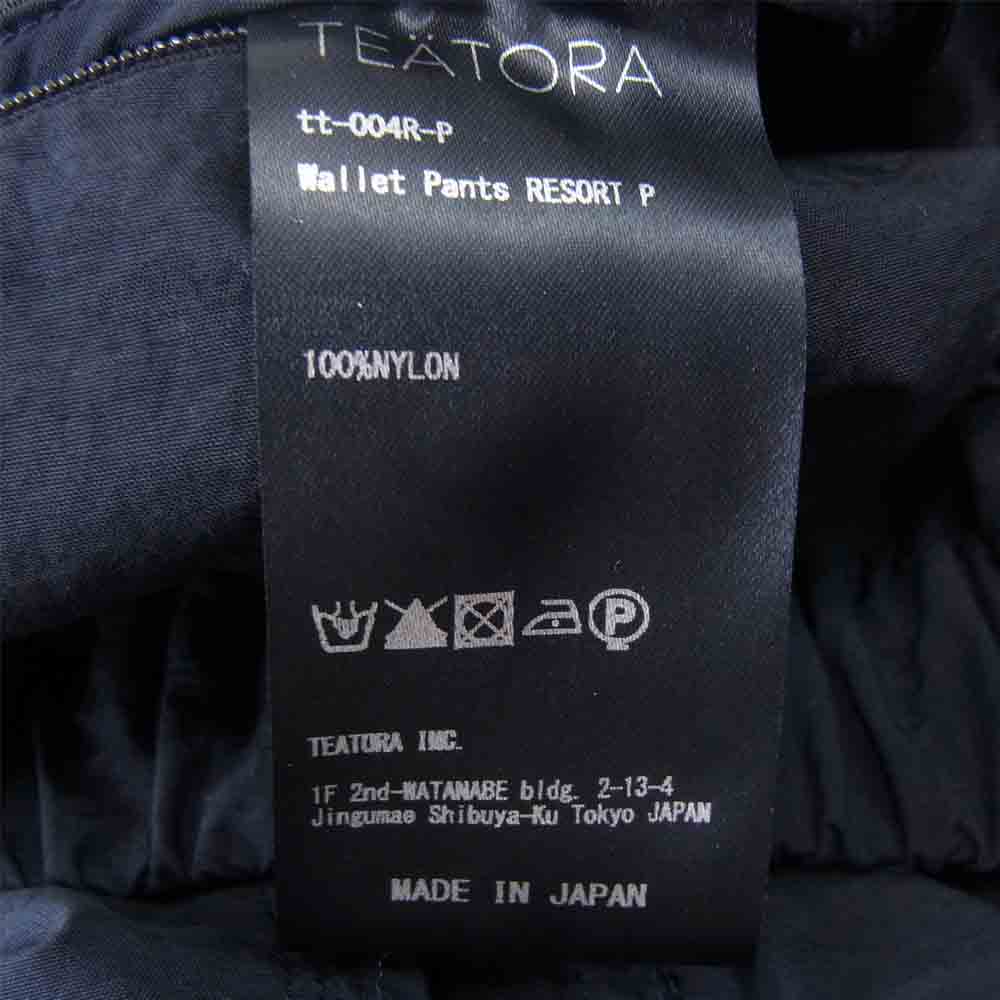 TEÄTORA
tt-004R-P
Wallet Pants RESORT P
100%NYLON
P
TEATORA INC.
1F 2nd-WATANABE bldg. 2-13-4
Jingumae Shibuya-Ku Tokyo JAPAN
MADE IN JAPAN